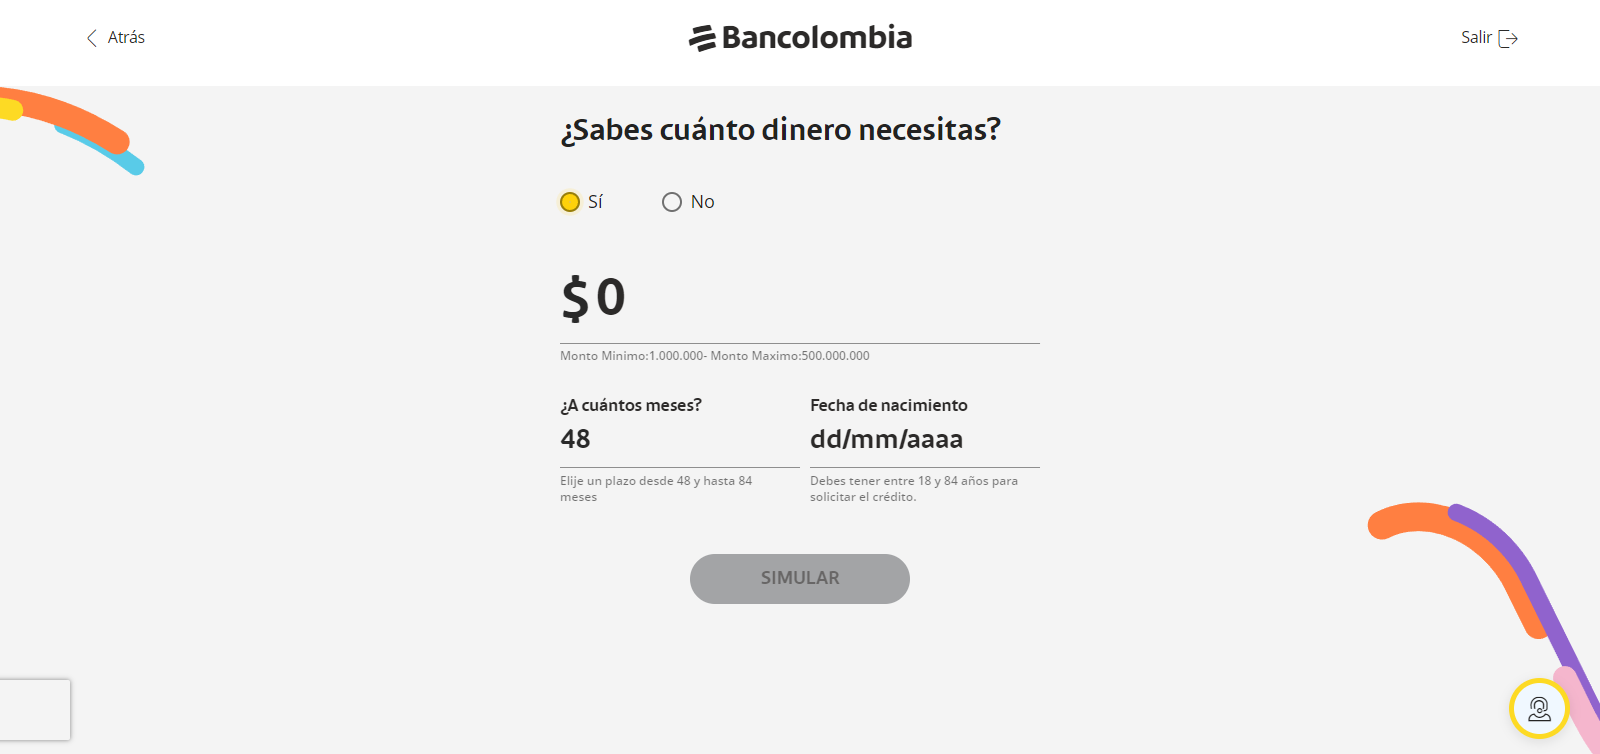 Atrás
Bancolombia
Salir
¿Sabes cuánto dinero necesitas?
Sí
No
$ 0
Monto Minimo:1.000.000- Monto Maximo:500.000.000
¿A cuántos meses?
48
Elije un plazo desde 48 y hasta 84
meses
Fecha de nacimiento
dd/mm/aaaa
Debes tener entre 18 y 84 años para
solicitar el crédito.
SIMULAR